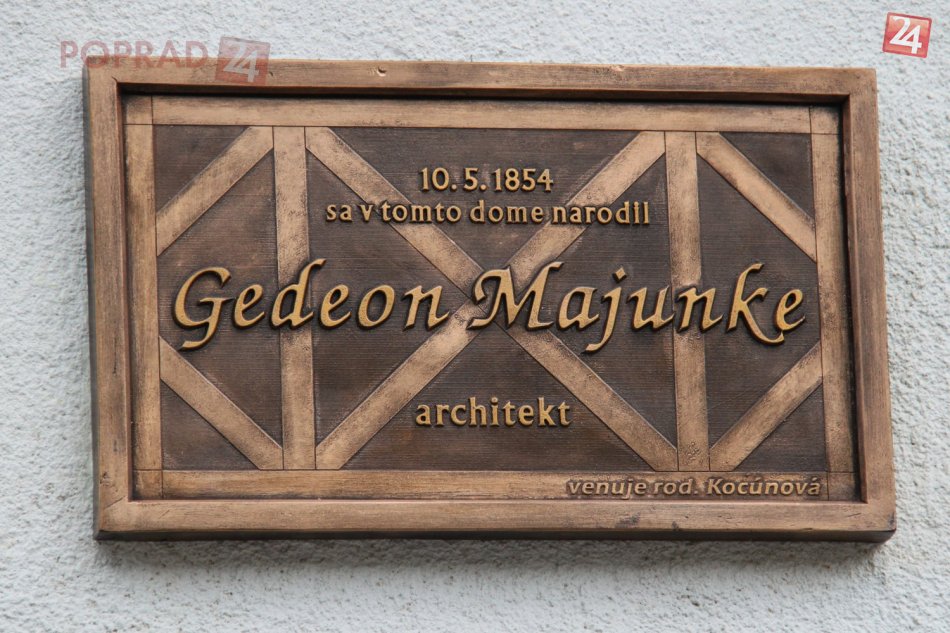 POPRAD 24
24
10. 5. 1854
sa v tomto dome narodil
Gedeon Majunke
architekt
venuje rod. Kocúnová